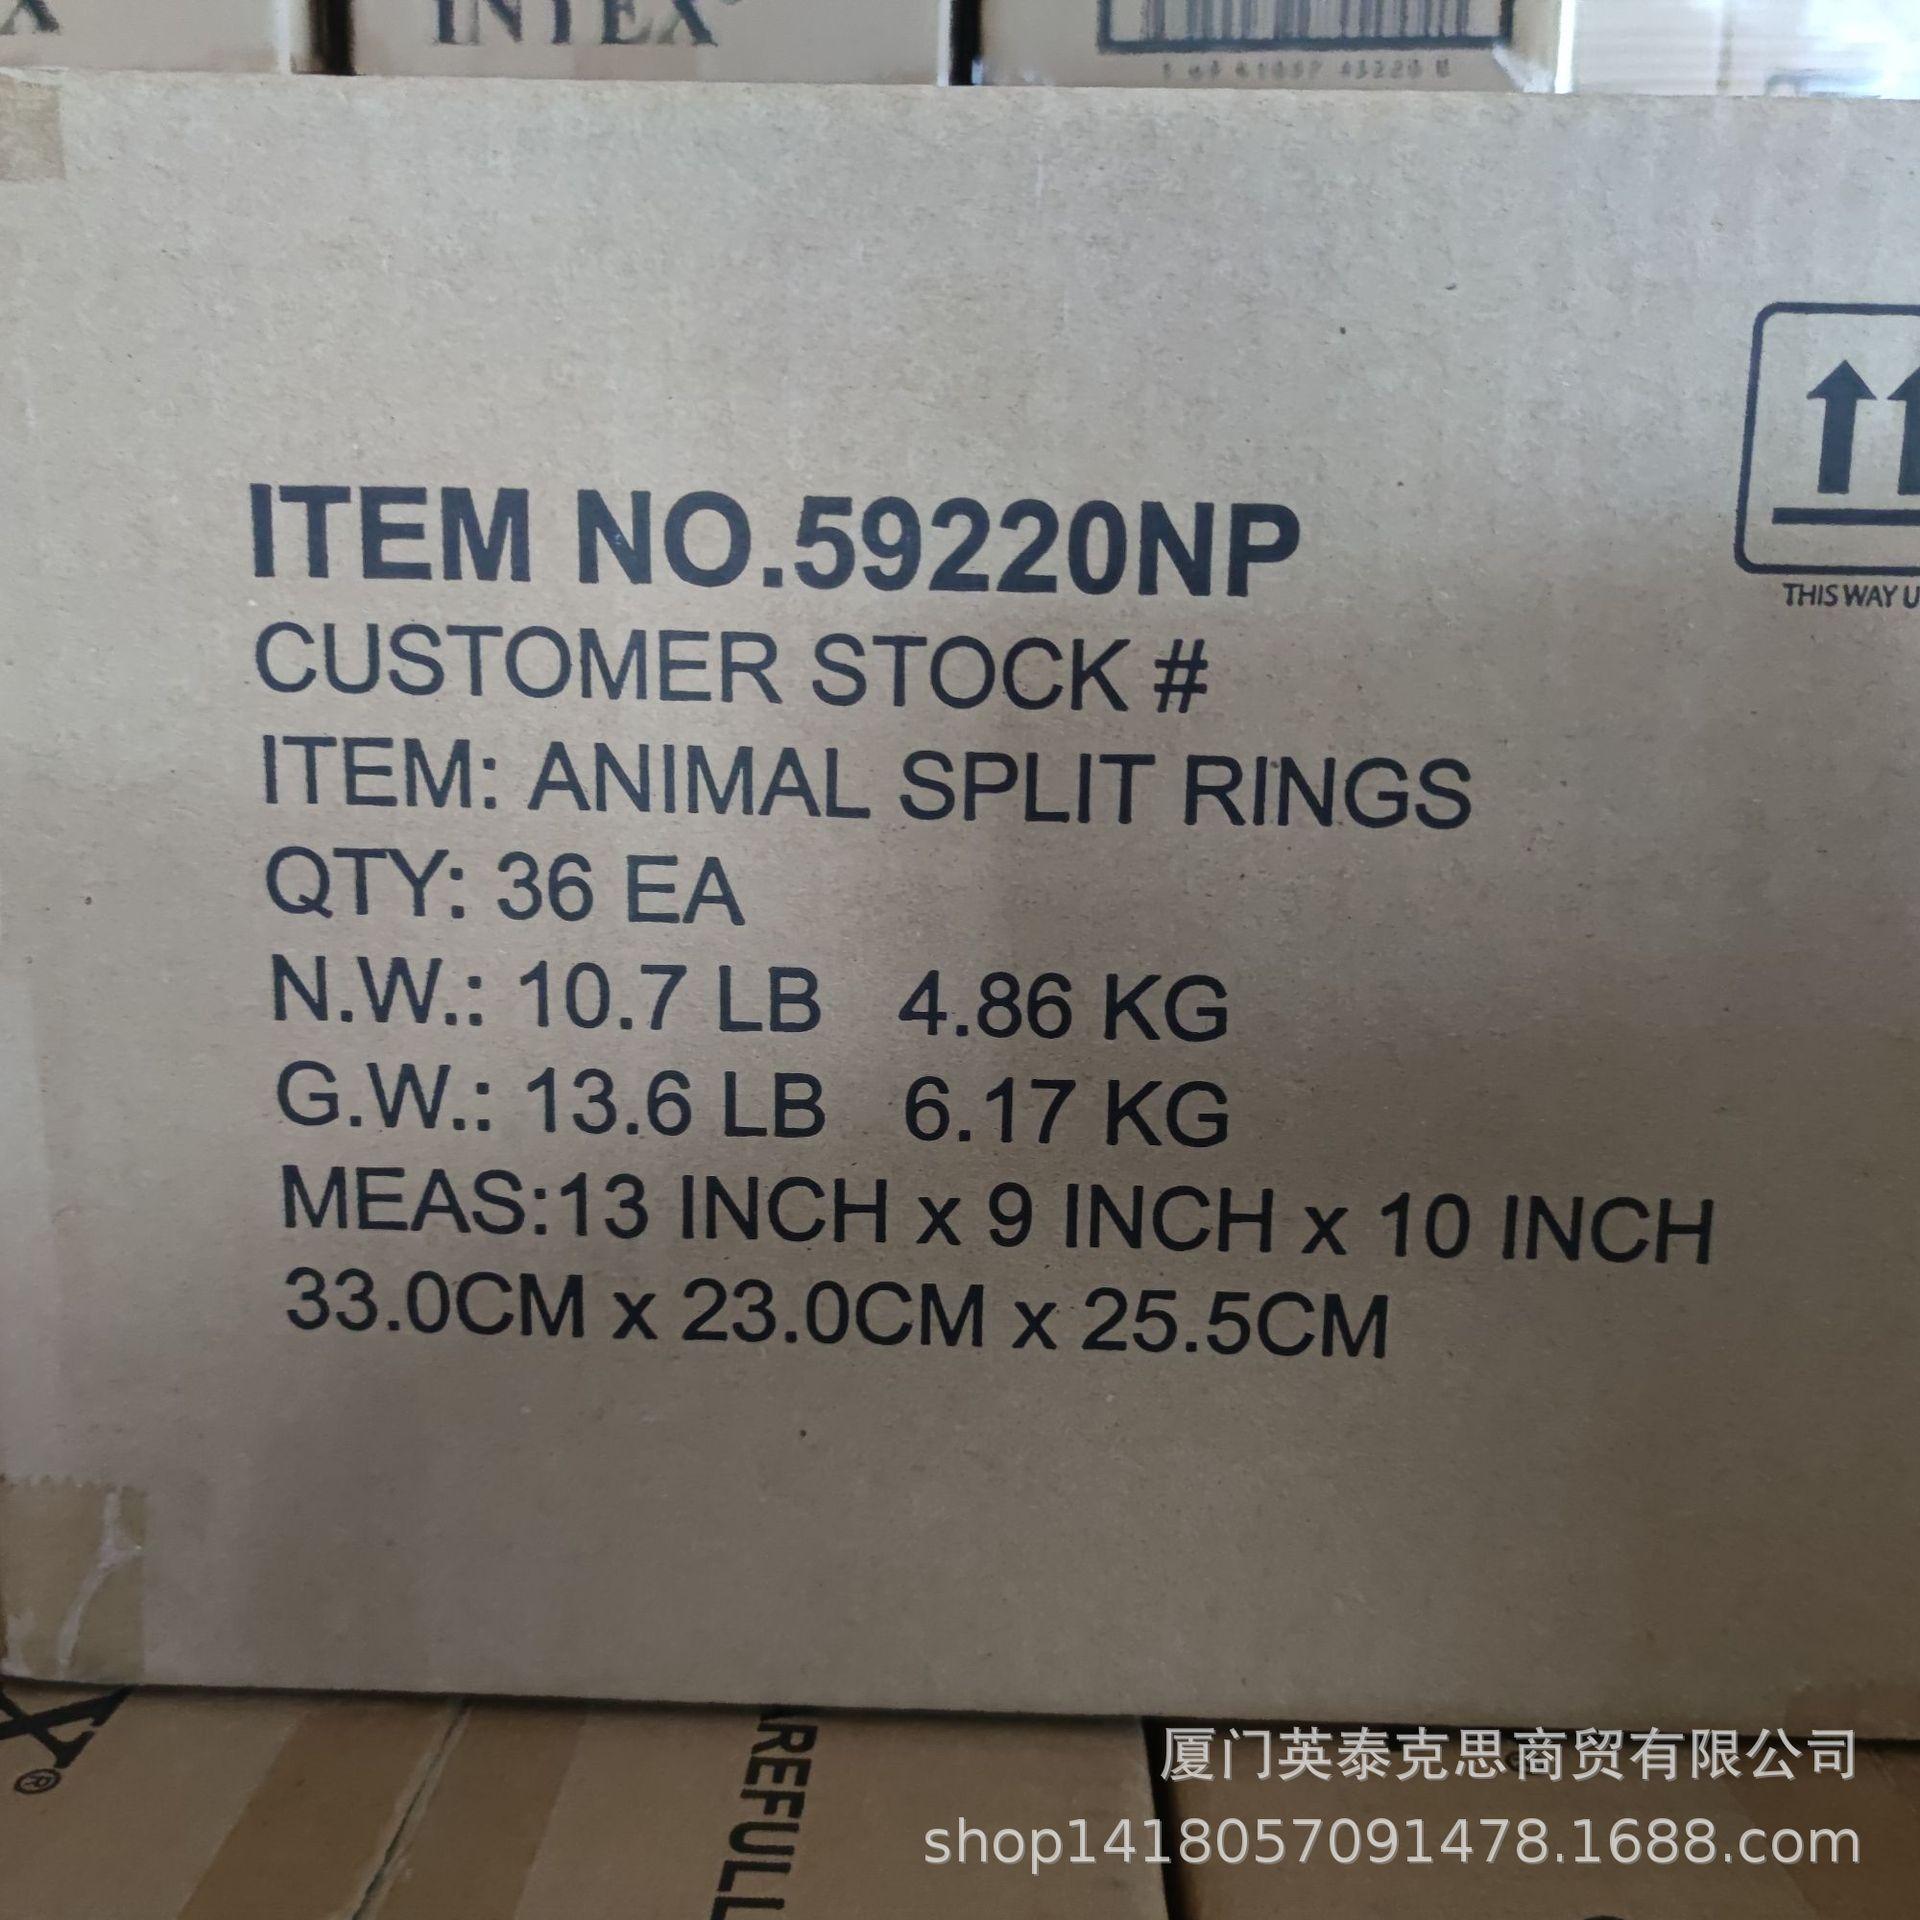 INTEX
ITEM NO.59220NP
CUSTOMER STOCK #
ITEM: ANIMAL SPLIT RINGS
QTY: 36 EA
N.W.: 10.7 LB 4.86 KG
G.W.: 13.6 LB 6.17 KG
MEAS:13 INCH x 9 INCH x 10 INCH
33.0CM x 23.0CM x 25.5CM
THIS WAY U
X®
REFULL
厦门英泰克思商贸有限公司
shop1418057091478.1688.com